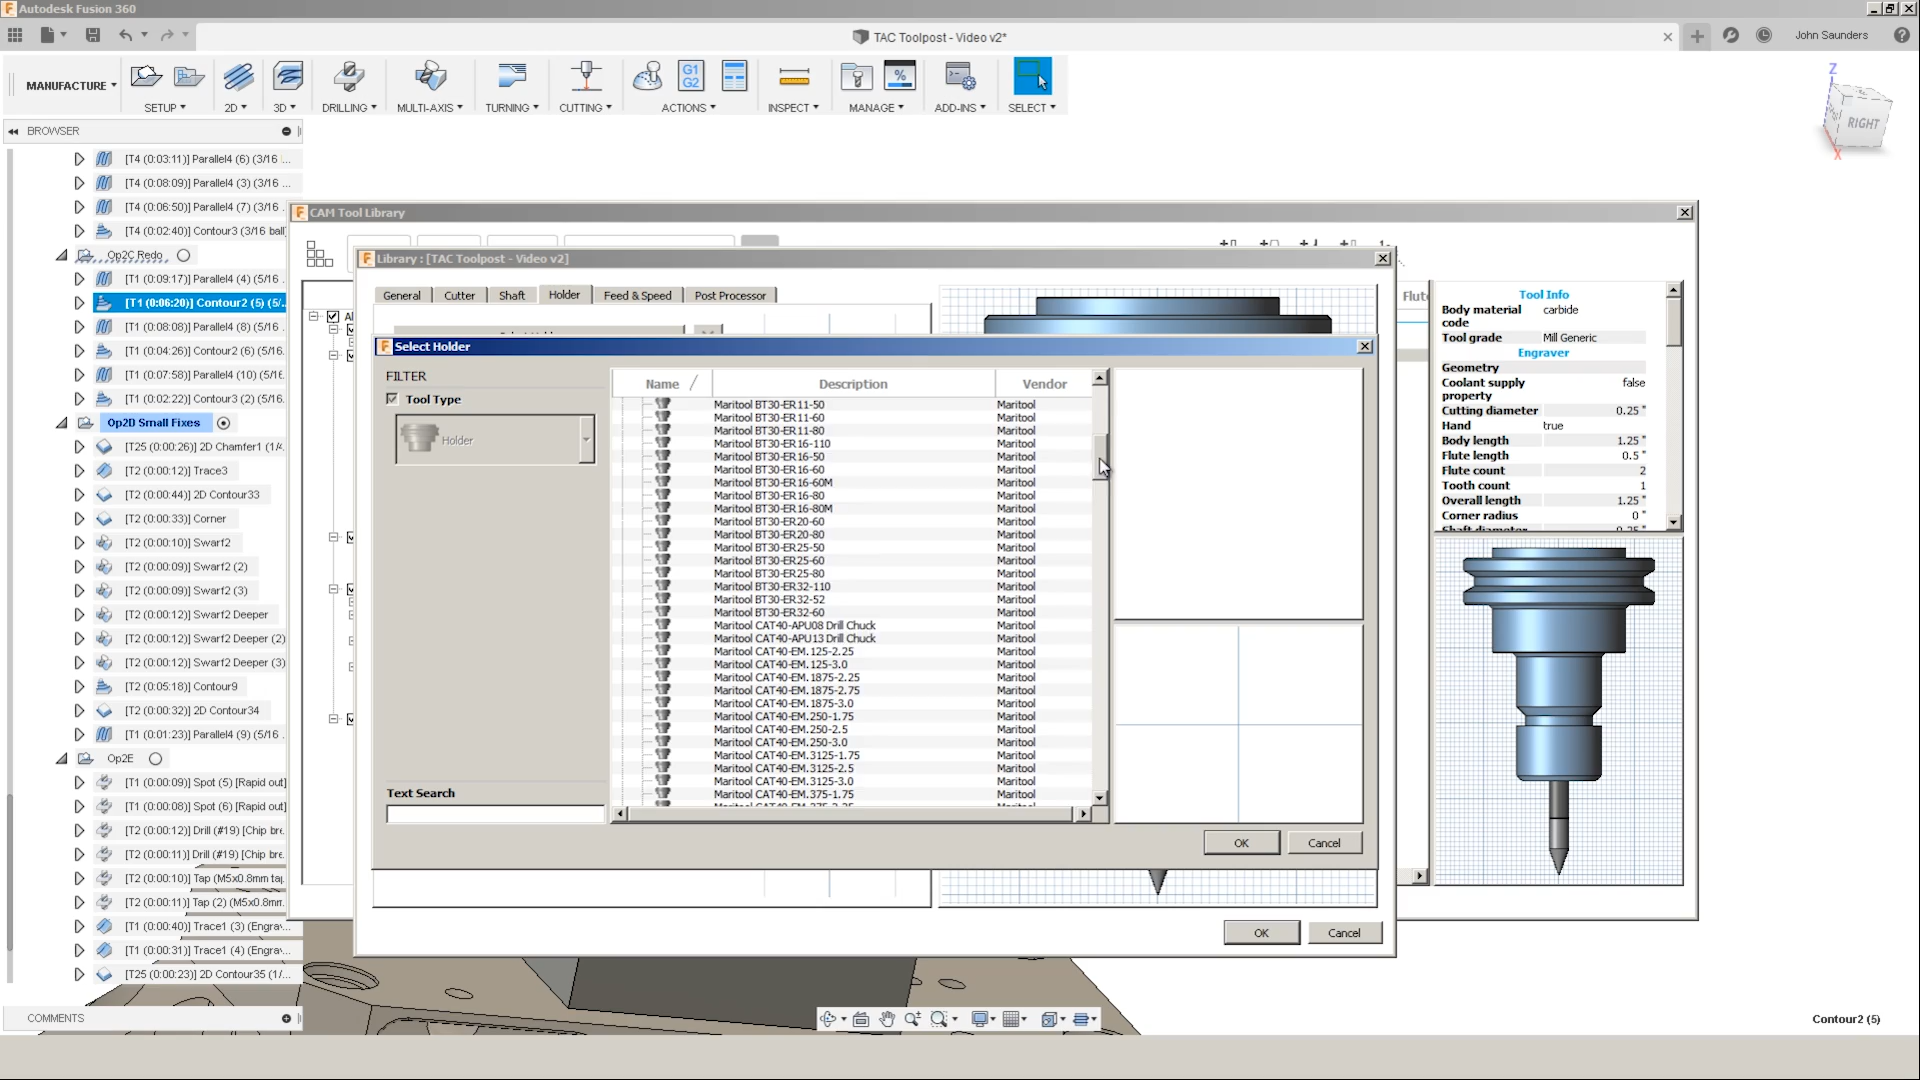 Autodesk Fusion 360
TAC Toolpost - Video v2*
John Saunders
MANUFACTURE
SETUP
2D
3D
DRILLING
MULTI-AXIS
TURNING
CUTTING
G1
G2
ACTIONS
INSPECT
MANAGE
ADD-INS
SELECT
Z
RIGHT
X
BROWSER
[T4 (0:03:11)] Parallel4 (6) (3/16 ...
[T4 (0:08:09)] Parallel4 (3) (3/16 ...
[T4 (0:06:50)] Parallel4 (7) (3/16 ...
[T4 (0:02:40)] Contour3 (3/16 ball
Op2C Redo
[T1 (0:09:17)] Parallel4 (4) (5/16
[T1 (0:06:20)] Contour2 (5) (5/..
[T1 (0:08:08)] Parallel4 (8) (5/16
[T1 (0:04:26)] Contour2 (6) (5/16.
[T1 (0:07:58)] Parallel4 (10) (5/16
[T1 (0:02:22)] Contour3 (2) (5/16.
Op2D Small Fixes
[T25 (0:00:26)] 2D Chamfer1 (1/4.
[T2 (0:00:12)] Trace3
[T2 (0:00:44)] 2D Contour33
[T2 (0:00:33)] Corner
[T2 (0:00:10)] Swarf2
[T2 (0:00:09)] Swarf2 (2)
[T2 (0:00:09)] Swarf2 (3)
[T2 (0:00:12)] Swarf2 Deeper
[T2 (0:00:12)] Swarf2 Deeper (2)
[T2 (0:00:12)] Swarf2 Deeper (3)
[T2 (0:05:18)] Contour9
[T2 (0:00:32)] 2D Contour34
[T1 (0:01:23)] Parallel4 (9) (5/16 .
Op2E
[T1 (0:00:09)] Spot (5) [Rapid out]
[T1 (0:00:08)] Spot (6) [Rapid out]
[T2 (0:00:12)] Drill (#19) [Chip bre.
[T2 (0:00:11)] Drill (#19) [Chip bre.
[T2 (0:00:10)] Tap (M5x0.8mm tap
[T2 (0:00:11)] Tap (2) (M5x0.8mm.
[T1 (0:00:40)] Trace1 (3) (Engrav...
[T1 (0:00:31)] Trace1 (4) (Engra...
[T25 (0:00:23)] 2D Contour35 (1/...
COMMENTS
CAM Tool Library
Al
Flut
Library : [TAC Toolpost - Video v2]
General
Cutter
Shaft
Holder
Feed & Speed
Post Processor
Select Holder
FILTER
Tool Type
Holder
Text Search
Name
Description
Vendor
Maritool BT30-ER11-50 Maritool
Maritool BT30-ER11-60 Maritool
Maritool BT30-ER11-80 Maritool
Maritool BT30-ER16-110 Maritool
Maritool BT30-ER16-50 Maritool
Maritool BT30-ER16-60 Maritool
Maritool BT30-ER16-60M Maritool
Maritool BT30-ER16-80 Maritool
Maritool BT30-ER16-80M Maritool
Maritool BT30-ER20-60 Maritool
Maritool BT30-ER20-80 Maritool
Maritool BT30-ER25-50 Maritool
Maritool BT30-ER25-60 Maritool
Maritool BT30-ER25-80 Maritool
Maritool BT30-ER32-110 Maritool
Maritool BT30-ER32-52 Maritool
Maritool BT30-ER32-60 Maritool
Maritool CAT40-APU08 Drill Chuck Maritool
Maritool CAT40-APU13 Drill Chuck Maritool
Maritool CAT40-EM.125-2.25 Maritool
Maritool CAT40-EM.125-3.0 Maritool
Maritool CAT40-EM.1875-2.25 Maritool
Maritool CAT40-EM.1875-2.75 Maritool
Maritool CAT40-EM.1875-3.0 Maritool
Maritool CAT40-EM.250-1.75 Maritool
Maritool CAT40-EM.250-2.5 Maritool
Maritool CAT40-EM.250-3.0 Maritool
Maritool CAT40-EM.3125-1.75 Maritool
Maritool CAT40-EM.3125-2.5 Maritool
Maritool CAT40-EM.3125-3.0 Maritool
Maritool CAT40-EM.375-1.75 Maritool
OK
Cancel
OK
Cancel
Tool Info
Body material code carbide
Tool grade Mill Generic
Engraver
Geometry
Coolant supply property false
Cutting diameter 0.25 "
Hand true
Body length 1.25 "
Flute length 0.5 "
Flute count 2
Tooth count 1
Overall length 1.25 "
Corner radius 0 "
Contour2 (5)